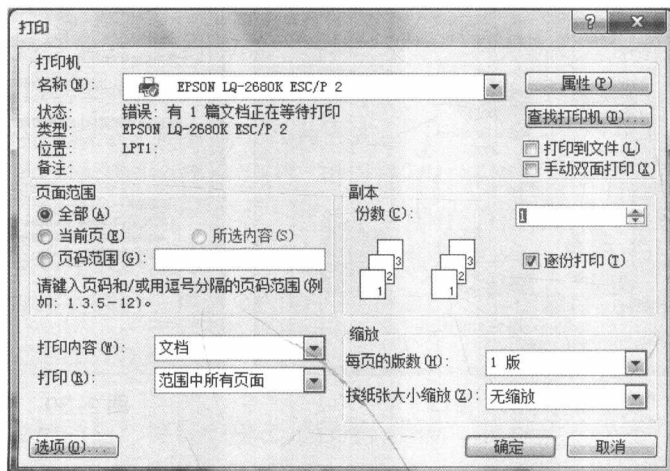 打印
打印机
名称(N): EPSON LQ-2680K ESC/P 2 属性(P)
状态: 错误: 有 1 篇文档正在等待打印
类型: EPSON LQ-2680K ESC/P 2 查找打印机(D)...
位置: LPT1: 打印到文件(L)
备注: 手动双面打印(X)
页面范围
全部(A)
当前页(E) 所选内容(S)
页码范围(G):
请键入页码和/或用逗号分隔的页码范围(例
如: 1.3.5-12)。
副本
份数(C): 1
逐份打印(T)
1 2 3 1 2 3
打印内容(W): 文档
打印(R): 范围中所有页面
缩放
每页的版数(H): 1 版
按纸张大小缩放(Z): 无缩放
选项(O)... 确定 取消